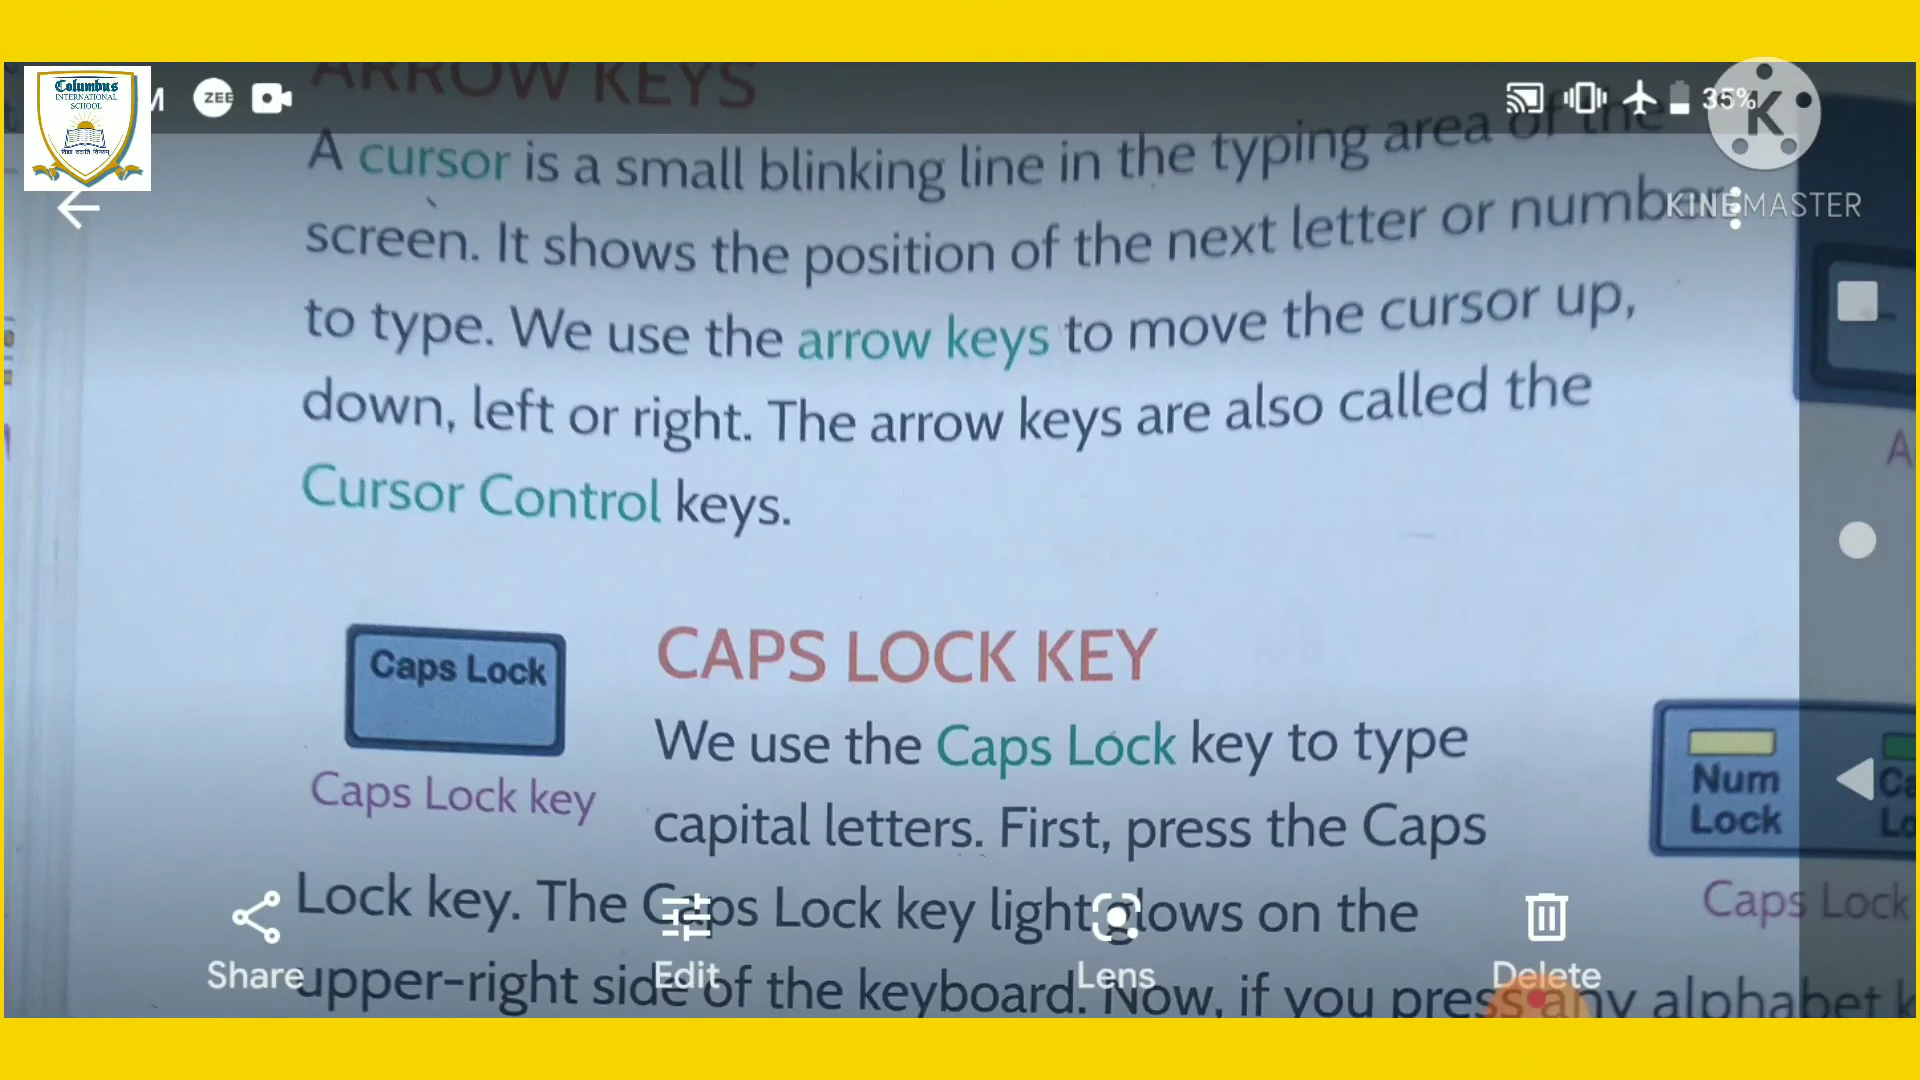 Columbus
INTERNATIONAL
SCHOOL
ZEE
35%
K
KINEMASTER
ARROW KEYS
A cursor is a small blinking line in the typing area of the
screen. It shows the position of the next letter or number
to type. We use the arrow keys to move the cursor up,
down, left or right. The arrow keys are also called the
Cursor Control keys.
Caps Lock
Caps Lock key
CAPS LOCK KEY
We use the Caps Lock key to type
capital letters. First, press the Caps
Lock key. The Caps Lock key light glows on the
upper-right side of the keyboard. Now, if you press any alphabet
Num
Lock
Caps Lock
Share
Edit
Lens
Delete